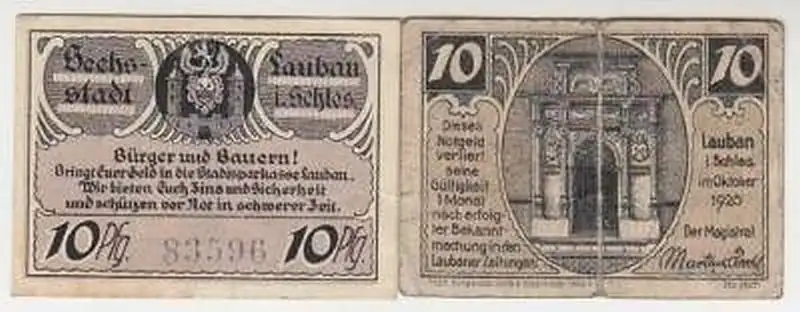 Sechs-
stadt
Lauban
i. Schles.
Bürger und Bauern!
Bringt Euer Geld in die Stadtsparkasse Lauban.
Wir bieten Euch Zins und Sicherheit
und schützen vor Not in schwerer Zeit.
10 Pfg. 83596 10 Pfg.
10 10
Dieses
Notgeld
verliert
seine
Gültigkeit
1 Monat
nach erfolg-
ter Bekannt-
machung in den
Laubaner Zeitungen.
Lauban
i. Schles.
im Oktober
1920
Der Magistrat